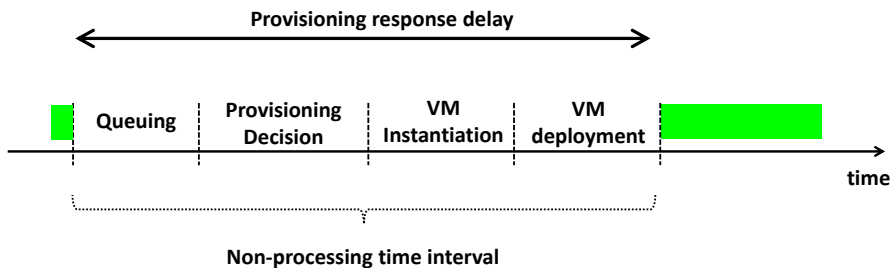 Provisioning response delay
Queuing
Provisioning
Decision
VM
Instantiation
VM
deployment
time
Non-processing time interval